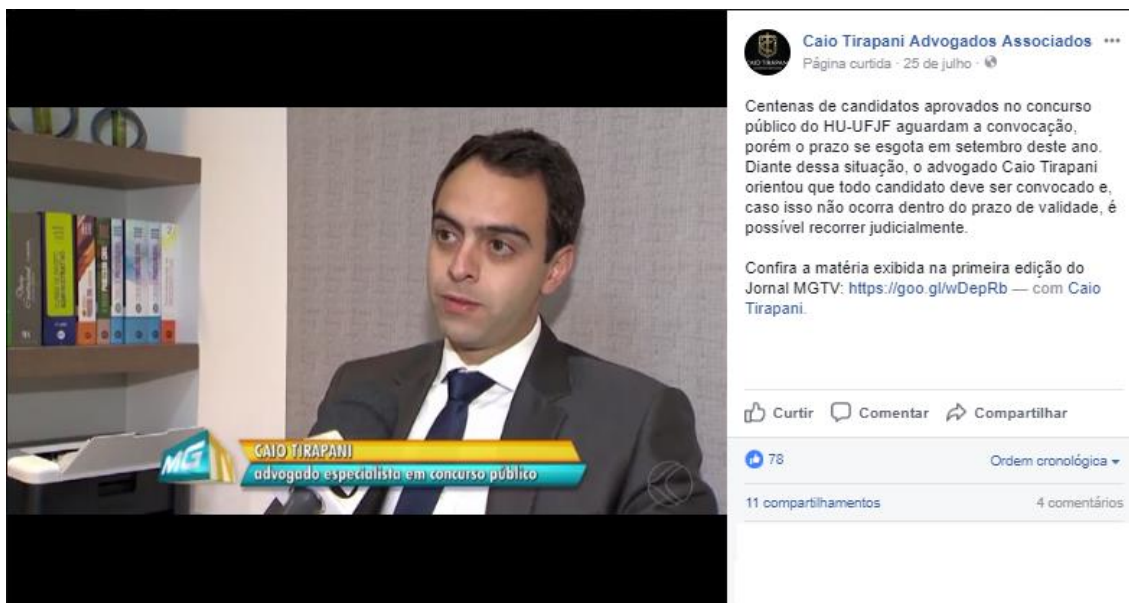 Caio Tirapani Advogados Associados
Página curtida · 25 de julho ·
Centenas de candidatos aprovados no concurso
público do HU-UFJF aguardam a convocação,
porém o prazo se esgota em setembro deste ano.
Diante dessa situação, o advogado Caio Tirapani
orientou que todo candidato deve ser convocado e,
caso isso não ocorra dentro do prazo de validade, é
possível recorrer judicialmente.
Confira a matéria exibida na primeira edição do
Jornal MGTV: https://goo.gl/wDepRb — com Caio
Tirapani.
Curtir Comentar Compartilhar
78 Ordem cronológica
11 compartilhamentos 4 comentários
MG
CAIO TIRAPANI
advogado especialista em concurso público